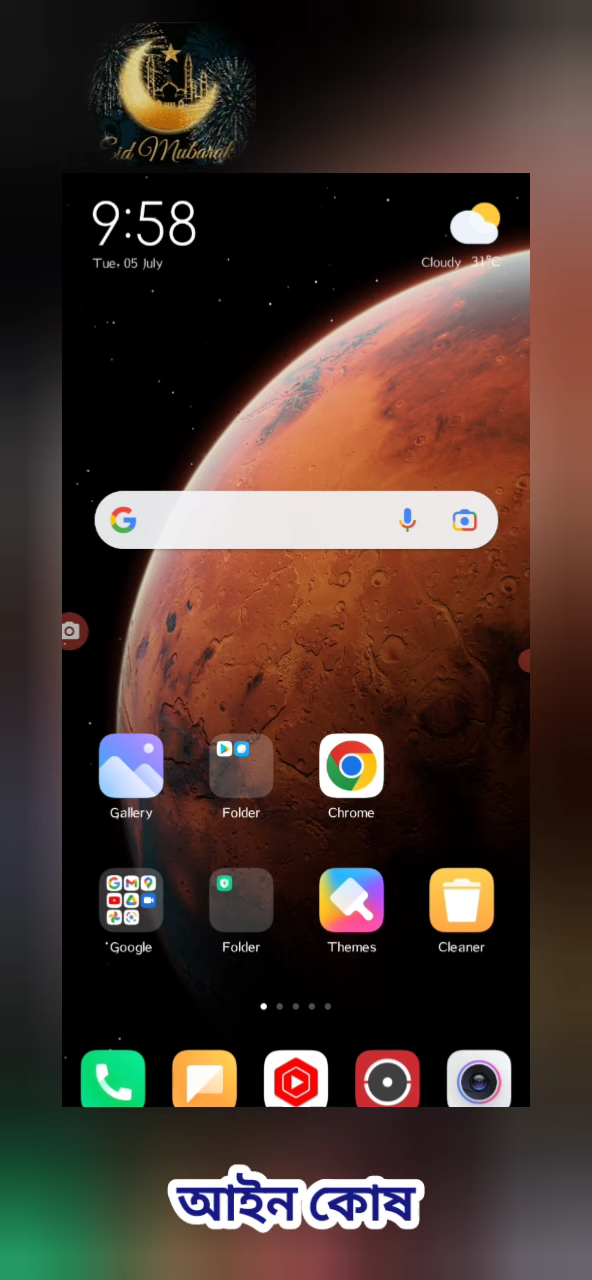 Eid Mubarak
9:58
Tue, 05 July
Cloudy 31°C
Gallery
Folder
Chrome
Google
Folder
Themes
Cleaner
আইন কোষ